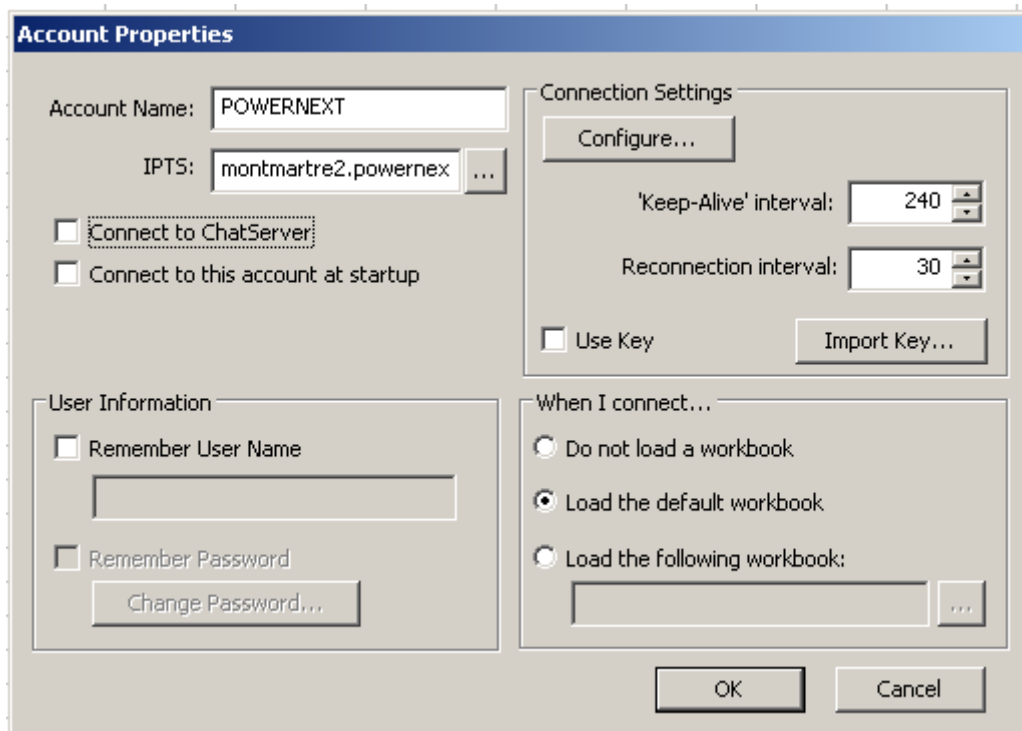 Account Properties
Account Name: POWERNEXT
IPTS: montmartre2.powernex ...
Connect to ChatServer
Connect to this account at startup
Connection Settings
Configure...
'Keep-Alive' interval: 240
Reconnection interval: 30
Use Key Import Key...
User Information
Remember User Name
Remember Password
Change Password...
When I connect...
Do not load a workbook
Load the default workbook
Load the following workbook:
...
OK Cancel